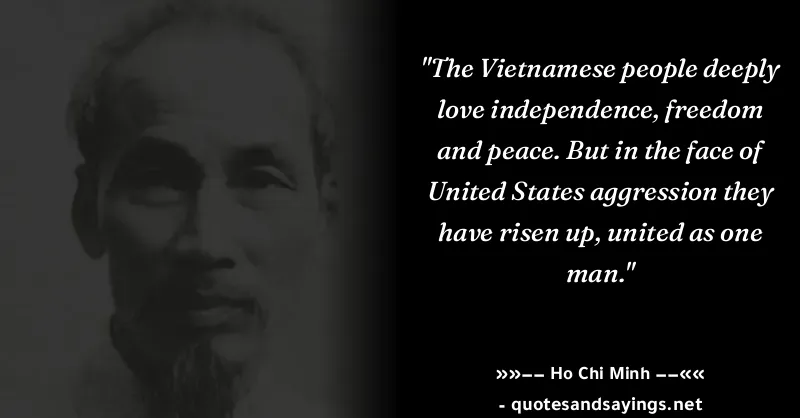 "The Vietnamese people deeply
love independence, freedom
and peace. But in the face of
United States aggression they
have risen up, united as one
man."
»»−− Ho Chi Minh −−««
- quotesandsayings.net